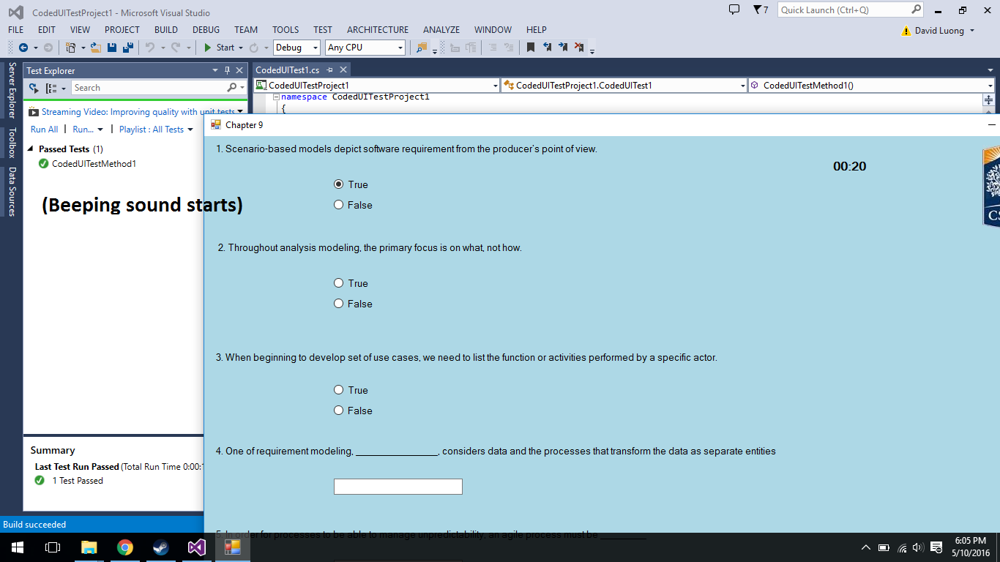 CodedUITestProject1 - Microsoft Visual Studio
7
Quick Launch (Ctrl+Q)
FILE EDIT VIEW PROJECT BUILD DEBUG TEAM TOOLS TEST ARCHITECTURE ANALYZE WINDOW HELP
David Luong
Start Debug Any CPU
Server Explorer
Toolbox
Data Sources
Test Explorer
Search
Streaming Video: Improving quality with unit tests
Run All | Run... | Playlist : All Tests
Passed Tests (1)
CodedUITestMethod1
(Beeping sound starts)
Summary
Last Test Run Passed (Total Run Time 0:00:
1 Test Passed
Build succeeded
CodedUITest1.cs
CodedUITestProject1 CodedUITestProject1.CodedUITest1 CodedUITestMethod1()
namespace CodedUITestProject1
{
Chapter 9
1. Scenario-based models depict software requirement from the producer's point of view.
00:20
True
False
CS
2. Throughout analysis modeling, the primary focus is on what, not how.
True
False
3. When beginning to develop set of use cases, we need to list the function or activities performed by a specific actor.
True
False
4. One of requirement modeling, ________________, considers data and the processes that transform the data as separate entities
5. In order for processes to be able to manage unpredictability, an agile process must be _________
6:05 PM
5/10/2016